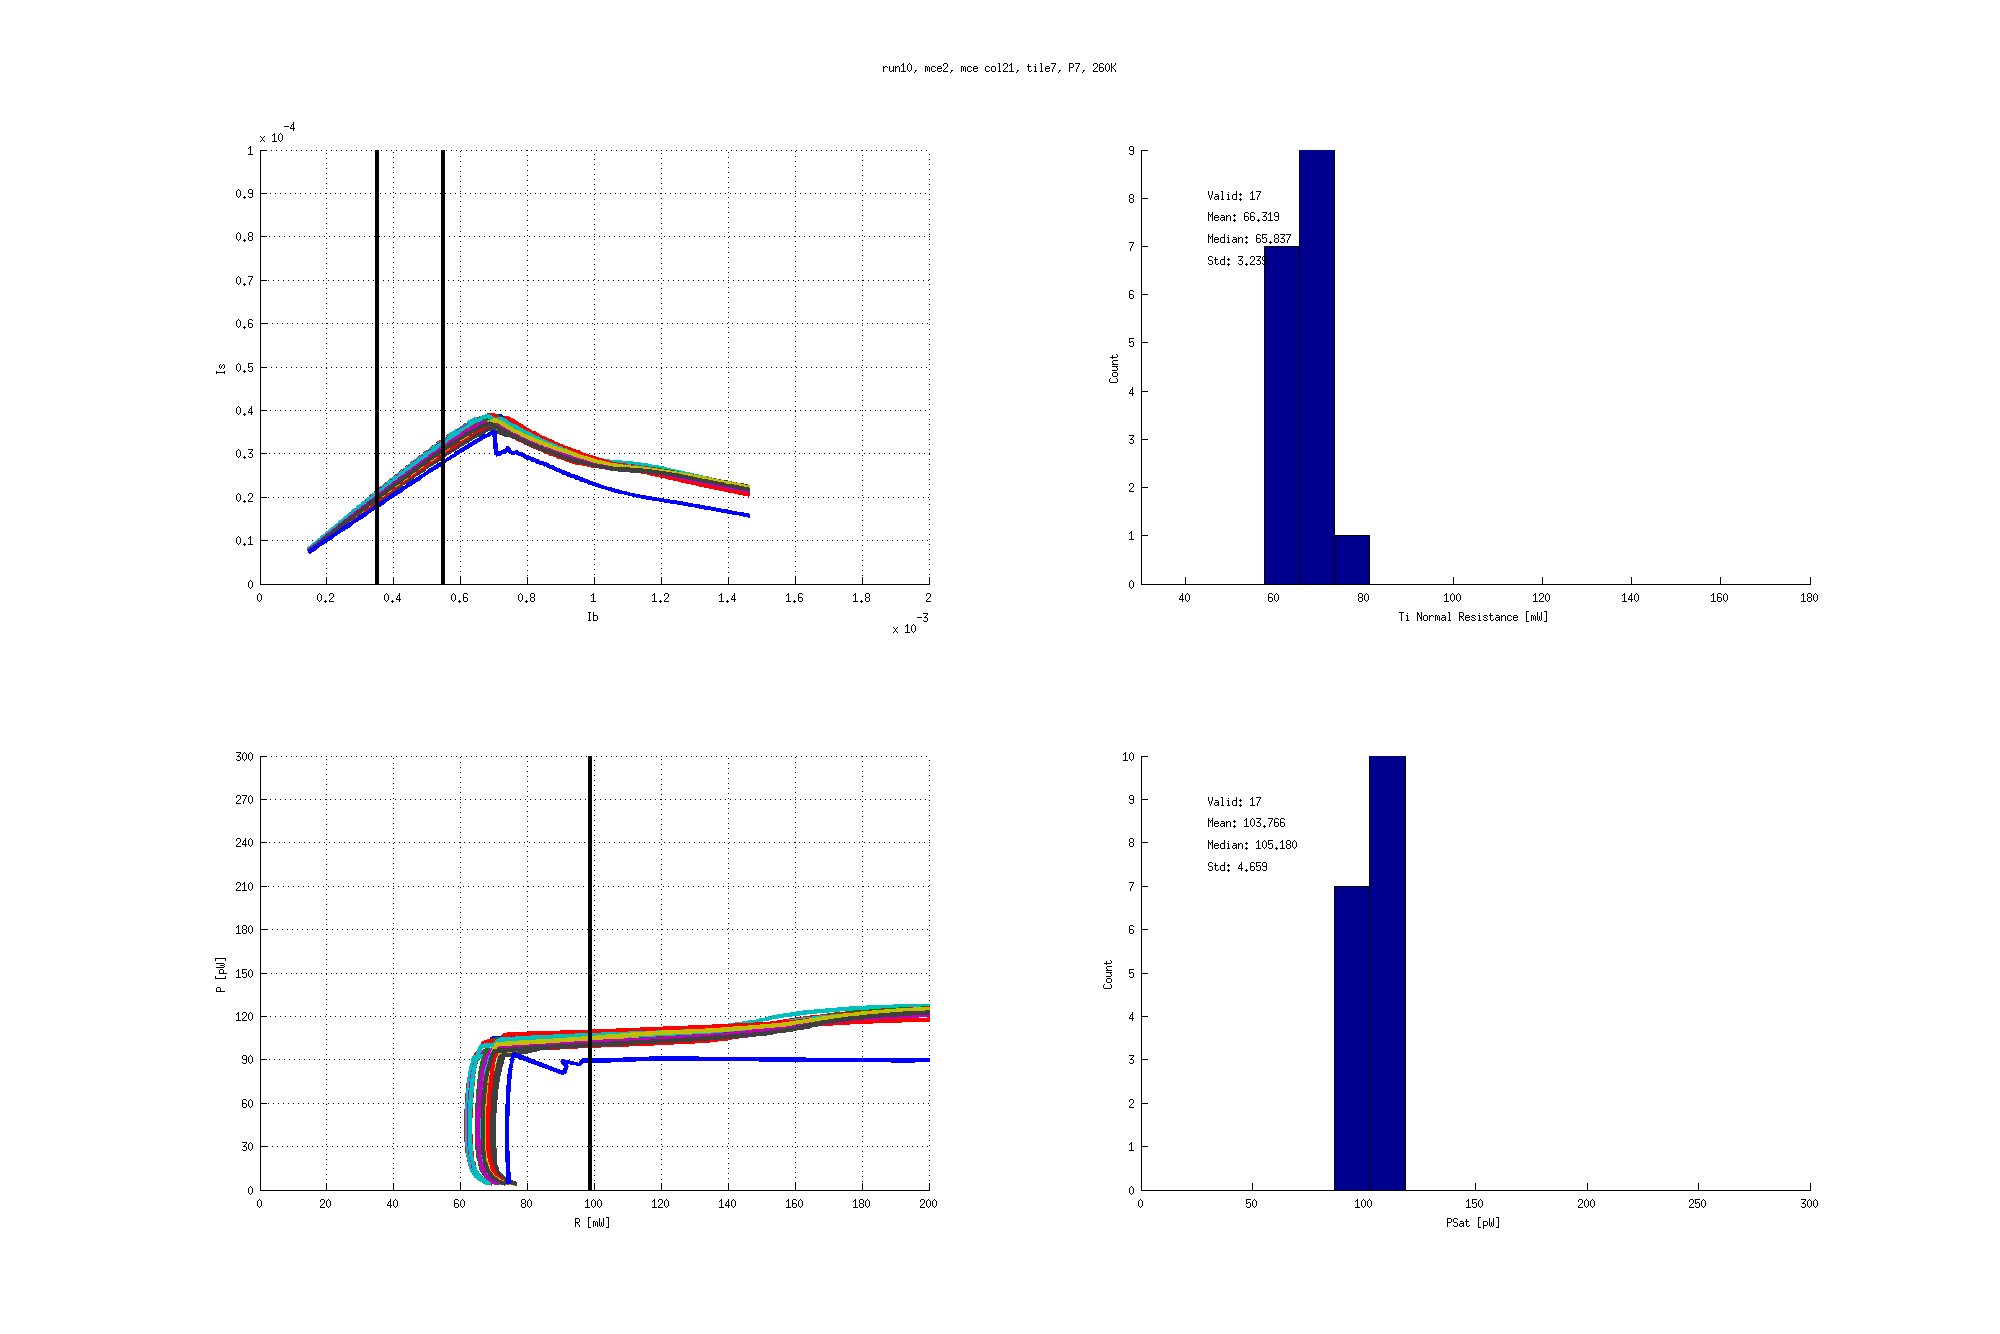 run10, mce2, mce col21, tile7, P7, 260K
x 10^-4
1
0.9
0.8
0.7
0.6
0.5
0.4
0.3
0.2
0.1
0
Is
0 0.2 0.4 0.6 0.8 1 1.2 1.4 1.6 1.8 2
Ib
x 10^-3
9
8
7
6
5
4
3
2
1
0
Count
Valid: 17
Mean: 66.319
Median: 65.837
Std: 3.239
40 60 80 100 120 140 160 180
Ti Normal Resistance [mW]
300
270
240
210
180
150
120
90
60
30
0
P [pW]
0 20 40 60 80 100 120 140 160 180 200
R [mW]
10
9
8
7
6
5
4
3
2
1
0
Count
Valid: 17
Mean: 103.766
Median: 105.180
Std: 4.659
0 50 100 150 200 250 300
PSat [pW]